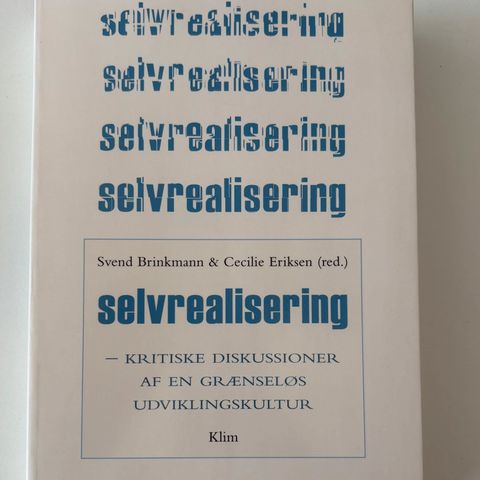 selvrealisering
selvrealisering
selvrealisering
selvrealisering
Svend Brinkmann & Cecilie Eriksen (red.)
selvrealisering
– KRITISKE DISKUSSIONER
AF EN GRÆNSELØS
UDVIKLINGSKULTUR
Klim